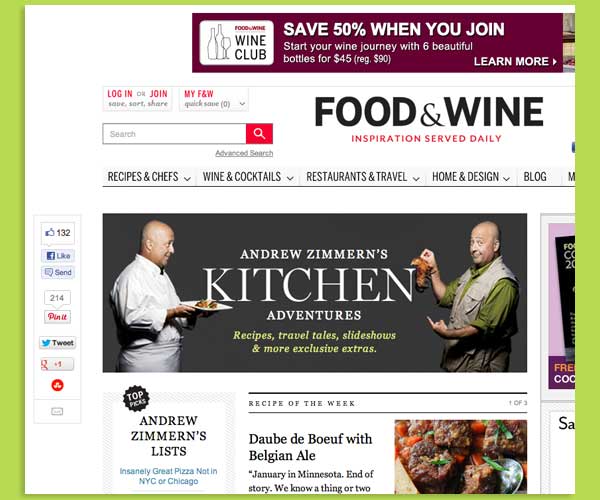 FOOD&WINE
WINE
CLUB
SAVE 50% WHEN YOU JOIN
Start your wine journey with 6 beautiful
bottles for $45 (reg. $90)
LEARN MORE
LOG IN OR JOIN
save, sort, share
MY F&W
quick save (0)
FOOD&WINE
INSPIRATION SERVED DAILY
Search
Advanced Search
RECIPES & CHEFS
WINE & COCKTAILS
RESTAURANTS & TRAVEL
HOME & DESIGN
BLOG
M
132
Like
Send
214
Pin it
Tweet
+1
ANDREW ZIMMERN'S
KITCHEN
ADVENTURES
Recipes, travel tales, slideshows
& more exclusive extras.
FOO
CO
20
FREE
COO
TOP
PICKS
ANDREW
ZIMMERN'S
LISTS
Insanely Great Pizza Not in
NYC or Chicago
RECIPE OF THE WEEK
1 OF 3
Daube de Boeuf with
Belgian Ale
"January in Minnesota. End of
story. We know a thing or two
Sa